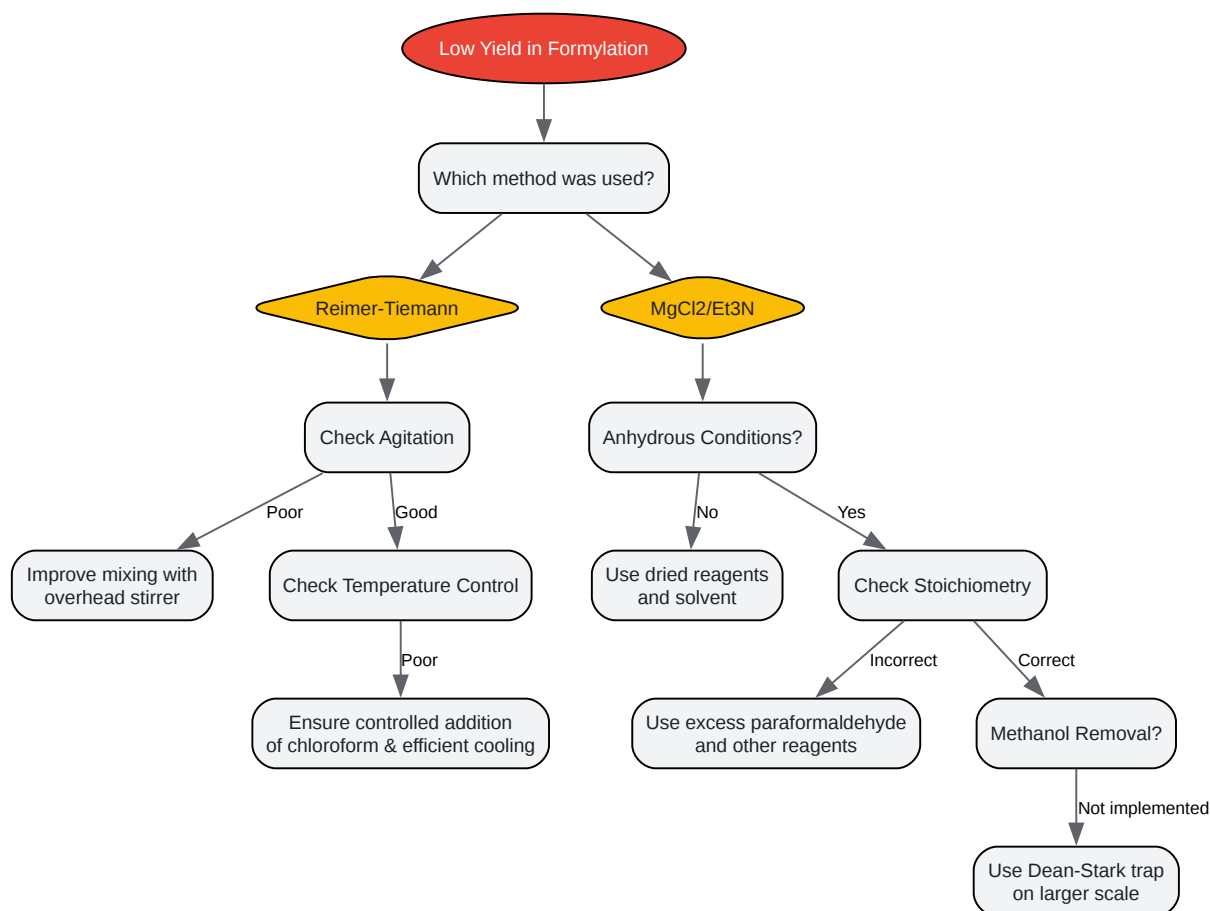 Low Yield in Formylation
Which method was used?
Reimer-Tiemann
MgCl2/Et3N
Check Agitation
Anhydrous Conditions?
Poor
Good
No
Yes
Improve mixing with
overhead stirrer
Check Temperature Control
Use dried reagents
and solvent
Check Stoichiometry
Poor
Incorrect
Correct
Ensure controlled addition
of chloroform & efficient cooling
Use excess paraformaldehyde
and other reagents
Methanol Removal?
Not implemented
Use Dean-Stark trap
on larger scale